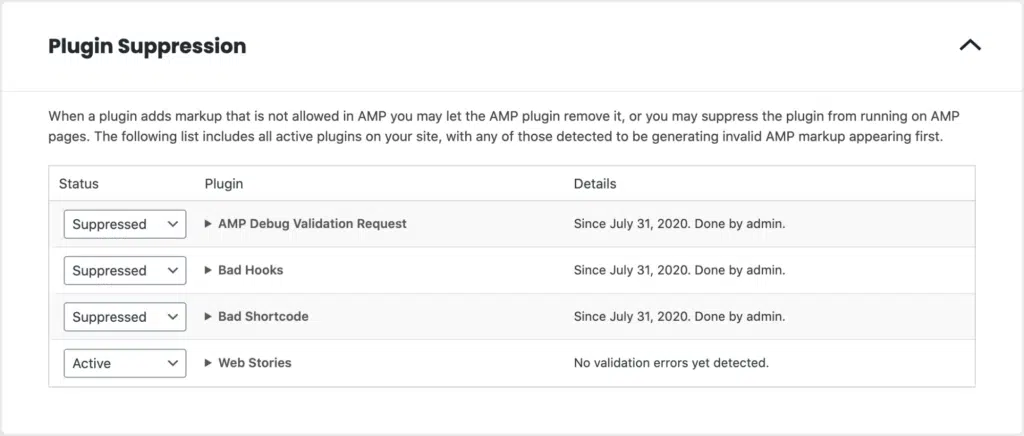 Plugin Suppression
When a plugin adds markup that is not allowed in AMP you may let the AMP plugin remove it, or you may suppress the plugin from running on AMP
pages. The following list includes all active plugins on your site, with any of those detected to be generating invalid AMP markup appearing first.
Status Plugin Details
Suppressed AMP Debug Validation Request Since July 31, 2020. Done by admin.
Suppressed Bad Hooks Since July 31, 2020. Done by admin.
Suppressed Bad Shortcode Since July 31, 2020. Done by admin.
Active Web Stories No validation errors yet detected.